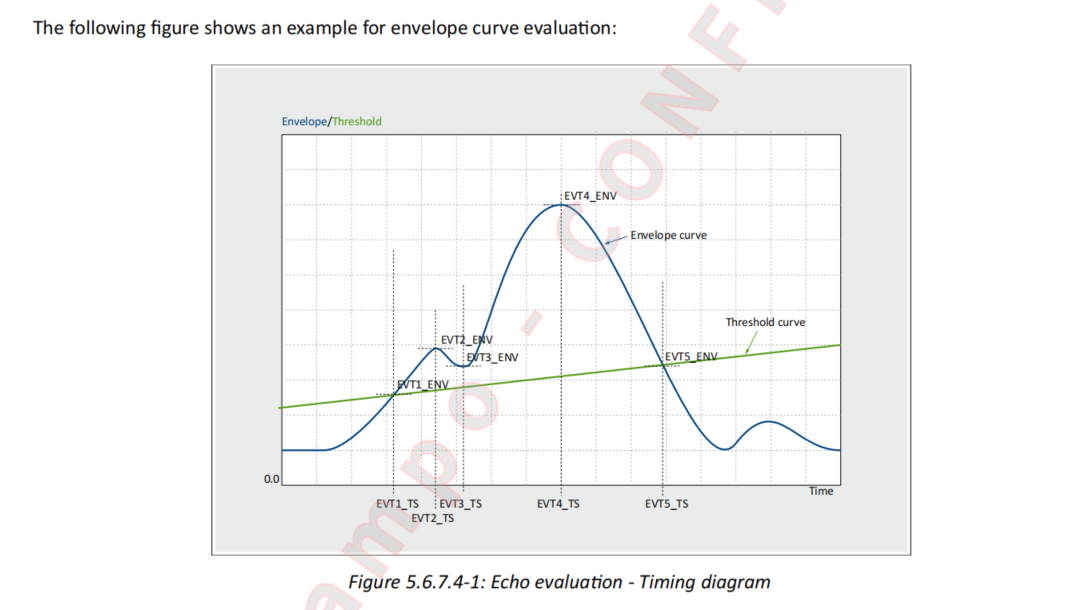 The following figure shows an example for envelope curve evaluation:
Envelope/Threshold
EVT4_ENV
Envelope curve
Threshold curve
EVT2_ENV
EVT3_ENV
EVT5_ENV
EVT1_ENV
0.0
Time
EVT1_TS
EVT3_TS
EVT4_TS
EVT5_TS
EVT2_TS
Figure 5.6.7.4-1: Echo evaluation - Timing diagram
ampo - CONF